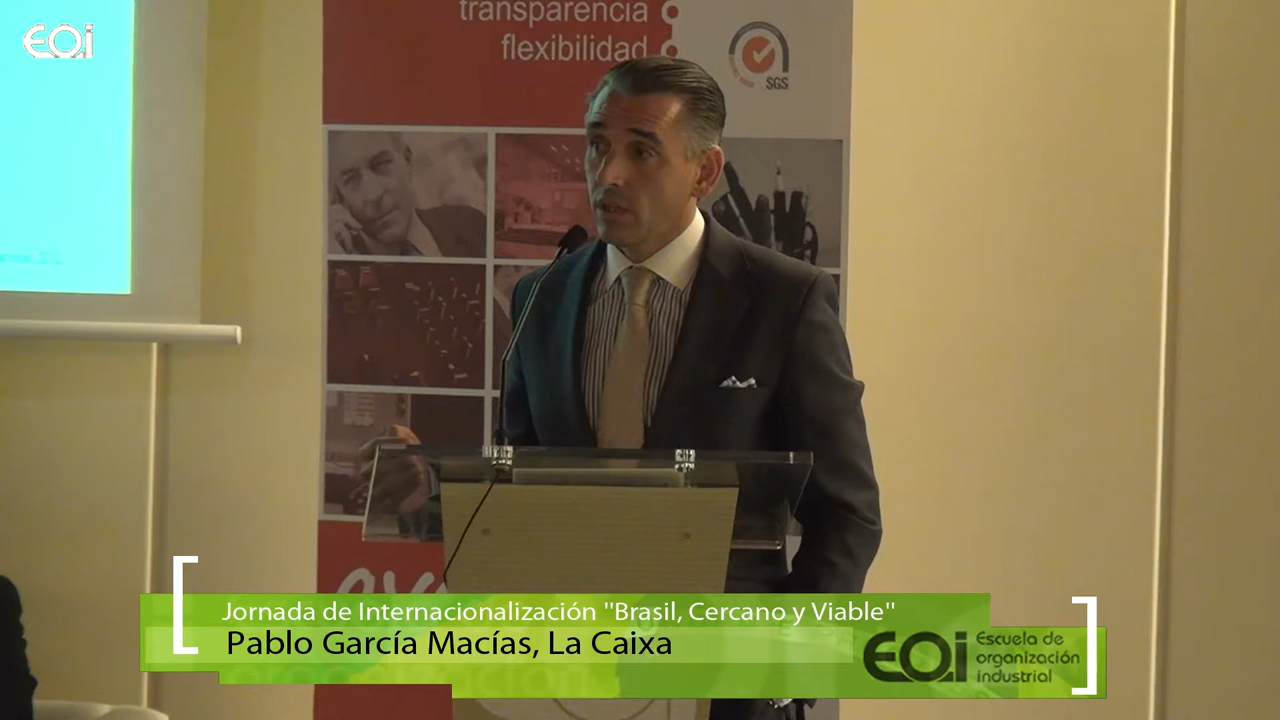 EOi
transparencia
flexibilidad
SGS
Jornada de Internacionalización "Brasil, Cercano y Viable"
Pablo García Macías, La Caixa
EOi
Escuela de
organización
industrial